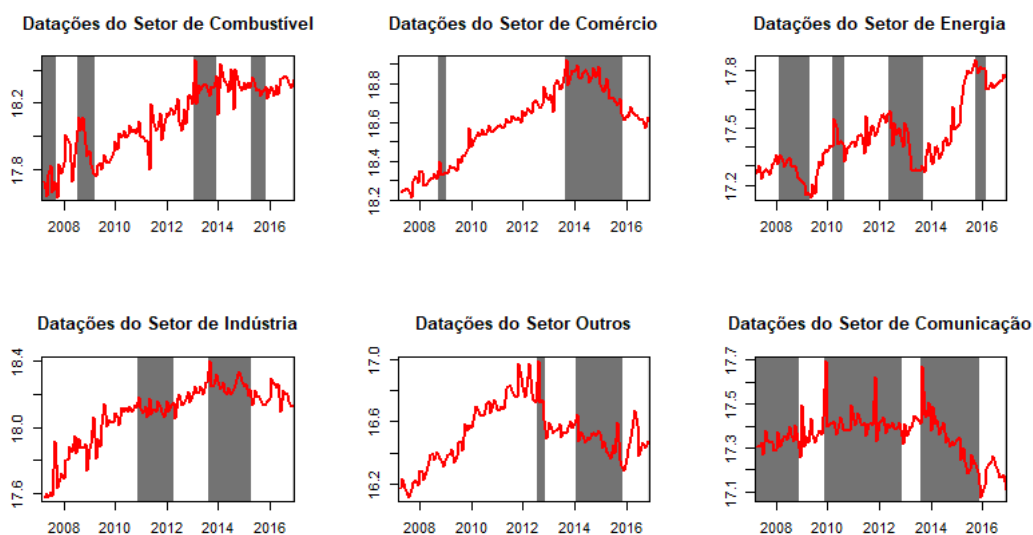 Datações do Setor de Combustível
17.8 18.2
2008 2010 2012 2014 2016
Datações do Setor de Comércio
18.2 18.4 18.6 18.8
2008 2010 2012 2014 2016
Datações do Setor de Energia
17.2 17.5 17.8
2008 2010 2012 2014 2016
Datações do Setor de Indústria
17.6 18.0 18.4
2008 2010 2012 2014 2016
Datações do Setor Outros
16.2 16.6 17.0
2008 2010 2012 2014 2016
Datações do Setor de Comunicação
17.1 17.3 17.5 17.7
2008 2010 2012 2014 2016